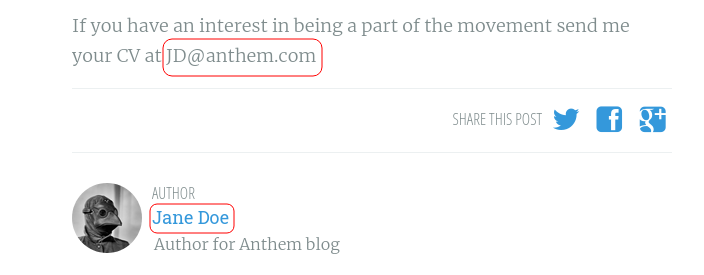 If you have an interest in being a part of the movement send me
your CV at JD@anthem.com
SHARE THIS POST
AUTHOR
Jane Doe
Author for Anthem blog